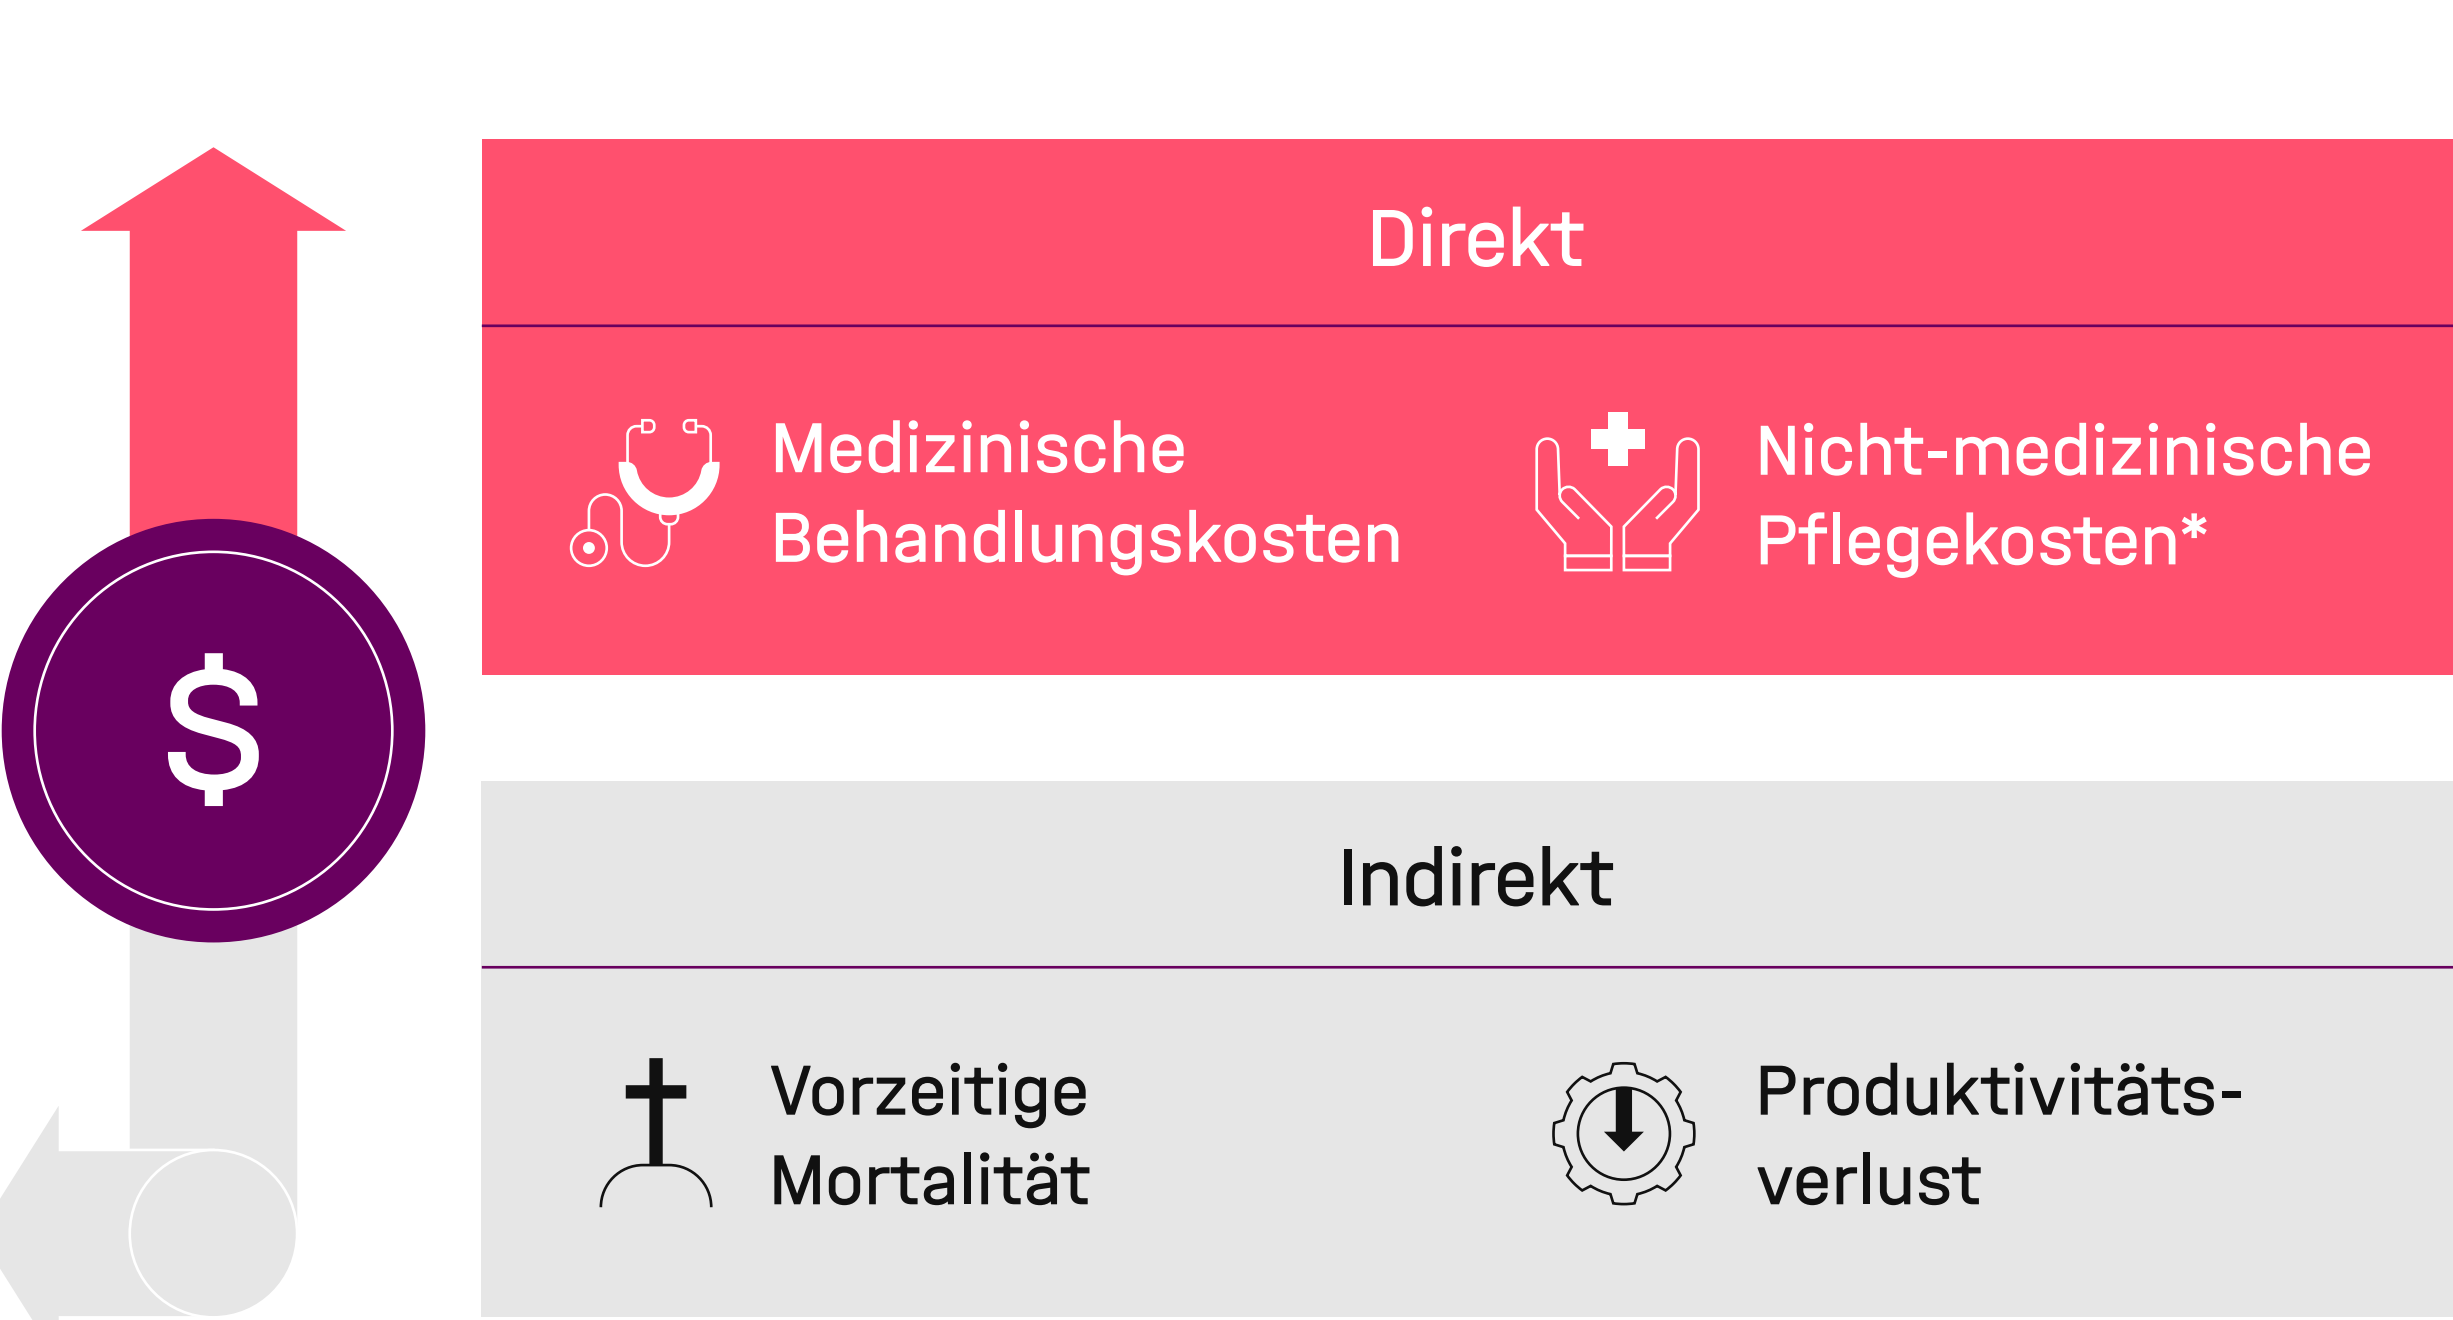 Direkt
Medizinische
Behandlungskosten
Nicht-medizinische
Pflegekosten*
$
Indirekt
Vorzeitige
Mortalität
Produktivitäts-
verlust